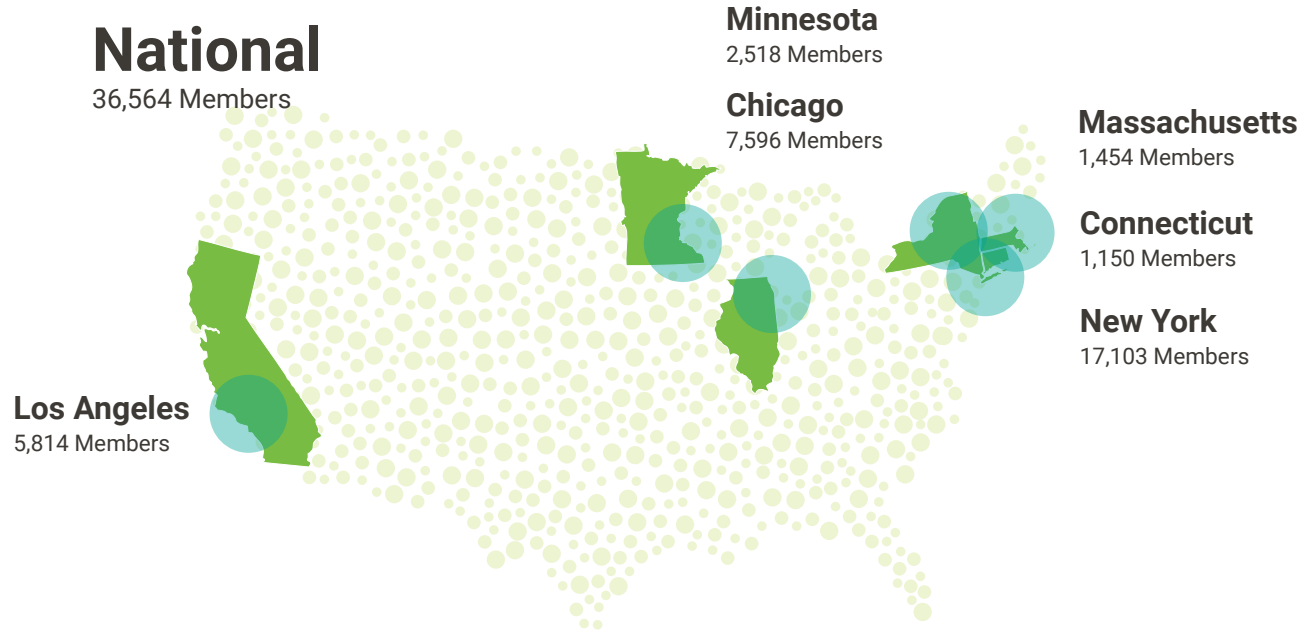 National
36,564 Members
Minnesota
2,518 Members
Chicago
7,596 Members
Massachusetts
1,454 Members
Connecticut
1,150 Members
New York
17,103 Members
Los Angeles
5,814 Members